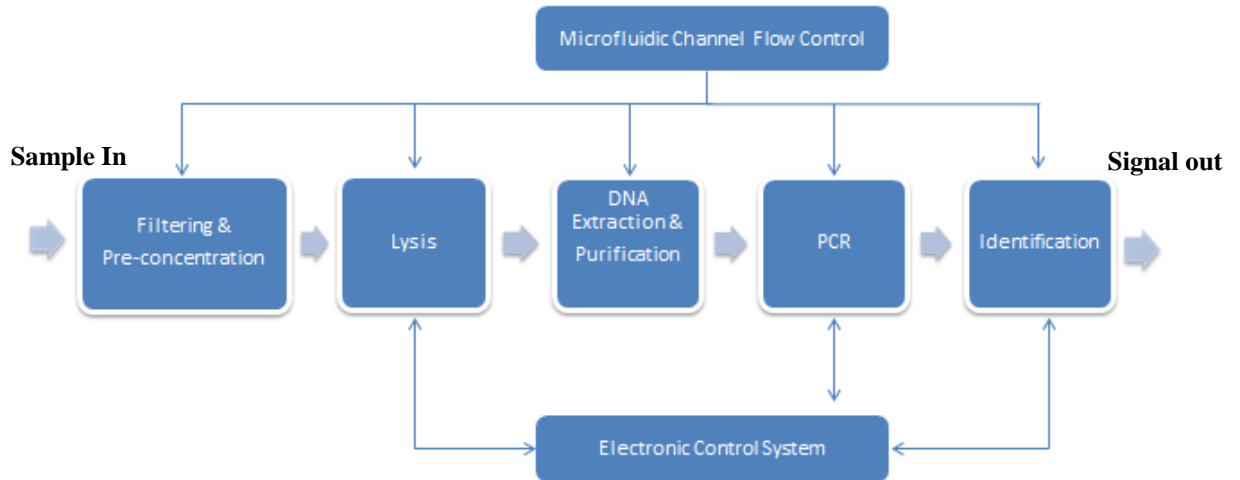 Microfluidic Channel Flow Control
Sample In
Signal out
Filtering &
Pre-concentration
Lysis
DNA
Extraction &
Purification
PCR
Identification
Electronic Control System